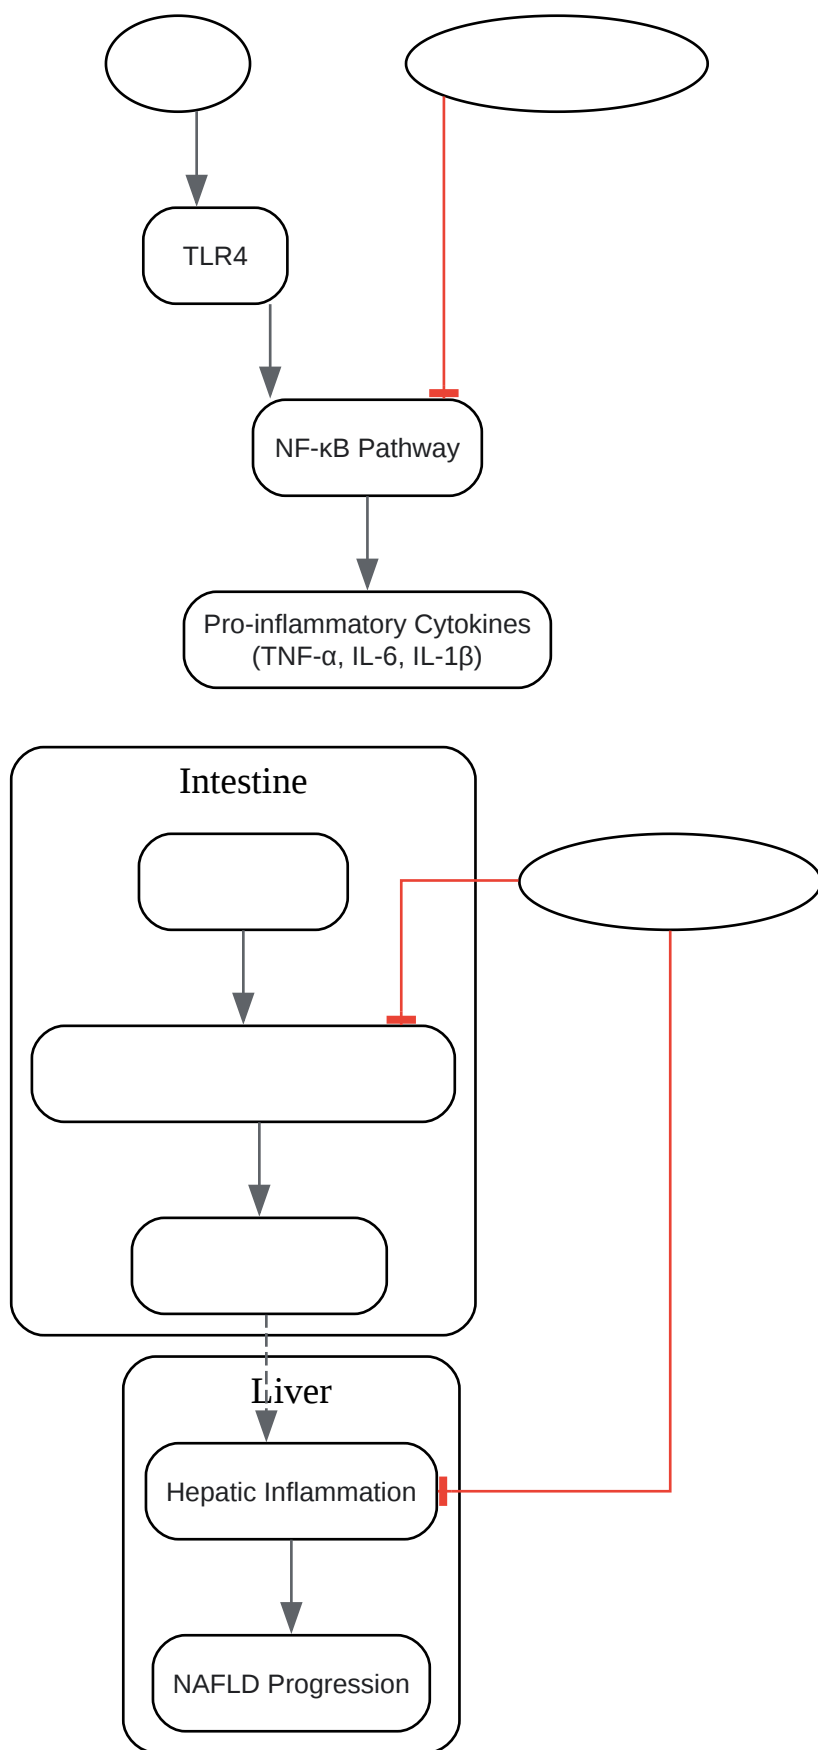 TLR4
NF-κB Pathway
Pro-inflammatory Cytokines
(TNF-α, IL-6, IL-1β)
Intestine
Liver
Hepatic Inflammation
NAFLD Progression